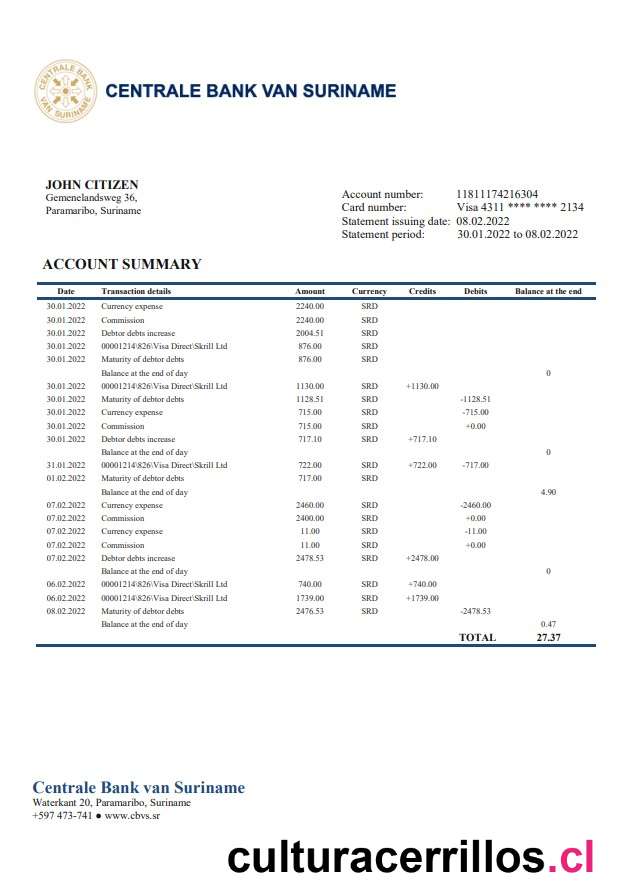 CENTRALE BANK VAN SURINAME
CENTRALE BANK VAN SURINAME
JOHN CITIZEN
Gemenelandsweg 36,
Paramaribo, Suriname
Account number: 11811174216304
Card number: Visa 4311 **** **** 2134
Statement issuing date: 08.02.2022
Statement period: 30.01.2022 to 08.02.2022
ACCOUNT SUMMARY
Date Transaction details Amount Currency Credits Debits Balance at the end
30.01.2022 Currency expense 2240.00 SRD
30.01.2022 Commission 2240.00 SRD
30.01.2022 Debtor debts increase 2004.51 SRD
30.01.2022 00001214\826\Visa Direct\Skrill Ltd 876.00 SRD
30.01.2022 Maturity of debtor debts 876.00 SRD
Balance at the end of day 0
30.01.2022 00001214\826\Visa Direct\Skrill Ltd 1130.00 SRD +1130.00
30.01.2022 Maturity of debtor debts 1128.51 SRD -1128.51
30.01.2022 Currency expense 715.00 SRD -715.00
30.01.2022 Commission 715.00 SRD +0.00
30.01.2022 Debtor debts increase 717.10 SRD +717.10
Balance at the end of day 0
31.01.2022 00001214\826\Visa Direct\Skrill Ltd 722.00 SRD +722.00 -717.00
01.02.2022 Maturity of debtor debts 717.00 SRD
Balance at the end of day 4.90
07.02.2022 Currency expense 2460.00 SRD -2460.00
07.02.2022 Commission 2400.00 SRD +0.00
07.02.2022 Currency expense 11.00 SRD -11.00
07.02.2022 Commission 11.00 SRD +0.00
07.02.2022 Debtor debts increase 2478.53 SRD +2478.00
Balance at the end of day 0
06.02.2022 00001214\826\Visa Direct\Skrill Ltd 740.00 SRD +740.00
06.02.2022 00001214\826\Visa Direct\Skrill Ltd 1739.00 SRD +1739.00
08.02.2022 Maturity of debtor debts 2476.53 SRD -2478.53
Balance at the end of day 0.47
TOTAL 27.37
Centrale Bank van Suriname
Waterkant 20, Paramaribo, Suriname
+597 473-741 ● www.cbvs.sr
culturacerrillos.cl